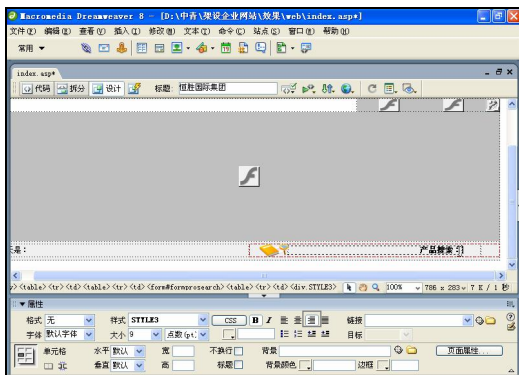 Macromedia Dreamweaver 8 - [D:\中青\架设企业网站\效果\web\index.asp*]
文件(F) 编辑(E) 查看(V) 插入(I) 修改(M) 文本(T) 命令(C) 站点(S) 窗口(W) 帮助(H)
常用
index.asp*
代码 拆分 设计 标题: 恒胜国际集团
是:
产品搜索
<table> <tr> <td> <table> <tr> <td> <form#formprosearch> <table> <tr> <td> <div.STYLE3> 100% 786 x 283 7 K / 1 秒
属性
格式 无 样式 STYLE3 CSS B I 链接
字体 默认字体 大小 9 点数(pt) 目标
单元格 水平 默认 宽 不换行 背景 页面属性...
垂直 默认 高 标题 背景颜色 边框